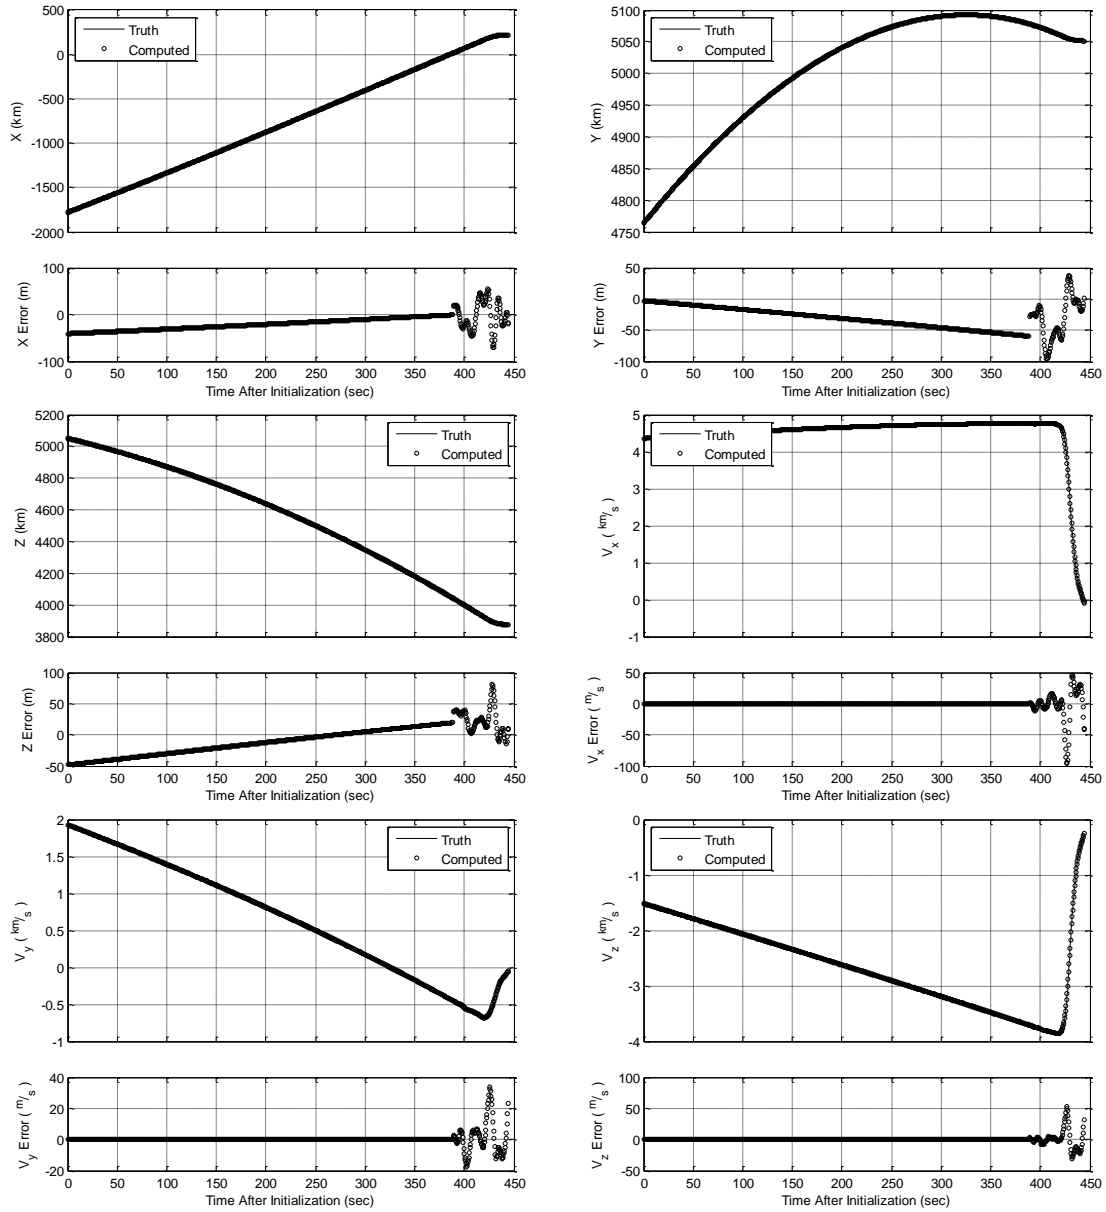 500
0
-500
-1000
-1500
-2000
X (km)
Truth
Computed
100
0
-100
X Error (m)
0 50 100 150 200 250 300 350 400 450
Time After Initialization (sec)
5100
5050
5000
4950
4900
4850
4800
4750
Y (km)
Truth
Computed
50
0
-50
-100
Y Error (m)
0 50 100 150 200 250 300 350 400 450
Time After Initialization (sec)
5200
5000
4800
4600
4400
4200
4000
3800
Z (km)
Truth
Computed
100
50
0
-50
Z Error (m)
0 50 100 150 200 250 300 350 400 450
Time After Initialization (sec)
5
4
3
2
1
0
-1
Vx ( km/s )
Truth
Computed
50
0
-50
-100
Vx Error ( m/s )
0 50 100 150 200 250 300 350 400 450
Time After Initialization (sec)
2
1.5
1
0.5
0
-0.5
-1
Vy ( km/s )
Truth
Computed
40
20
0
-20
Vy Error ( m/s )
0 50 100 150 200 250 300 350 400 450
Time After Initialization (sec)
0
-1
-2
-3
-4
Vz ( km/s )
Truth
Computed
100
50
0
-50
Vz Error ( m/s )
0 50 100 150 200 250 300 350 400 450
Time After Initialization (sec)